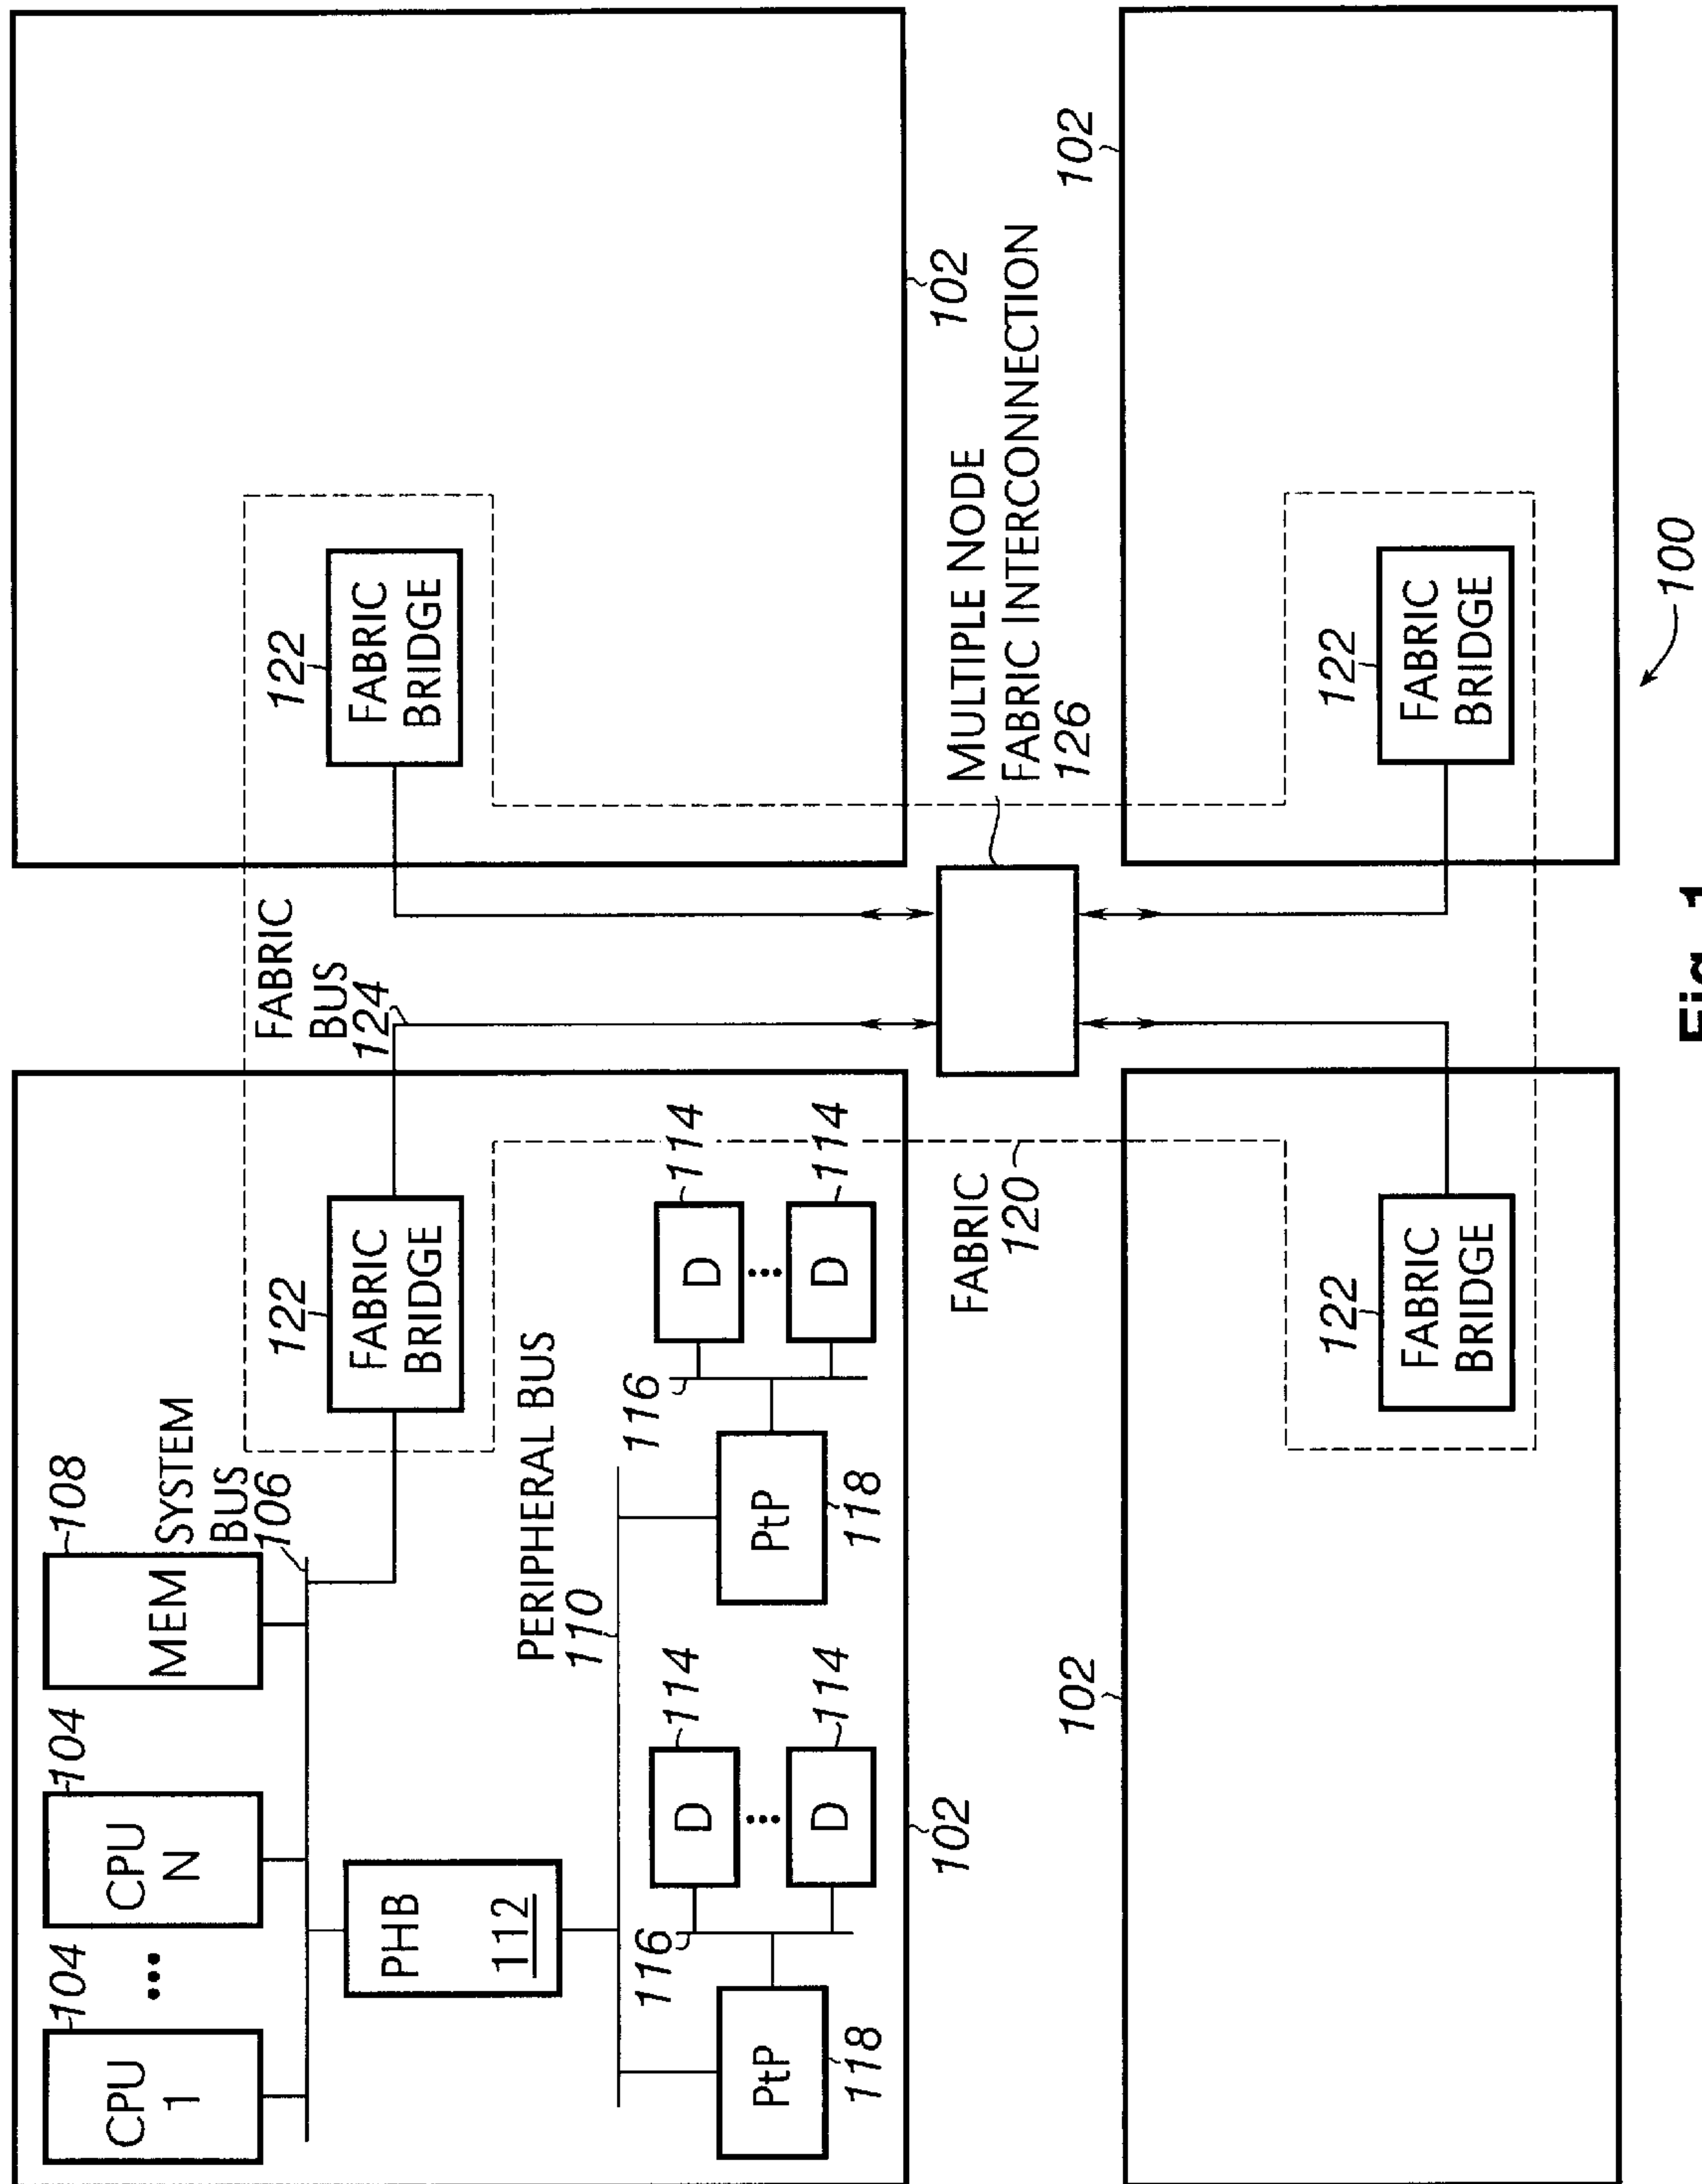 104
104
108
CPU
1
...
CPU
N
MEM
SYSTEM
BUS
106
122
FABRIC
BRIDGE
FABRIC
BUS
124
122
FABRIC
BRIDGE
PHB
112
PERIPHERAL BUS
110
116
114
D
...
D
114
PtP
118
116
114
D
...
D
114
PtP
118
102
FABRIC
120
MULTIPLE NODE
FABRIC INTERCONNECTION
126
102
102
102
122
FABRIC
BRIDGE
122
FABRIC
BRIDGE
100
Fig. 1